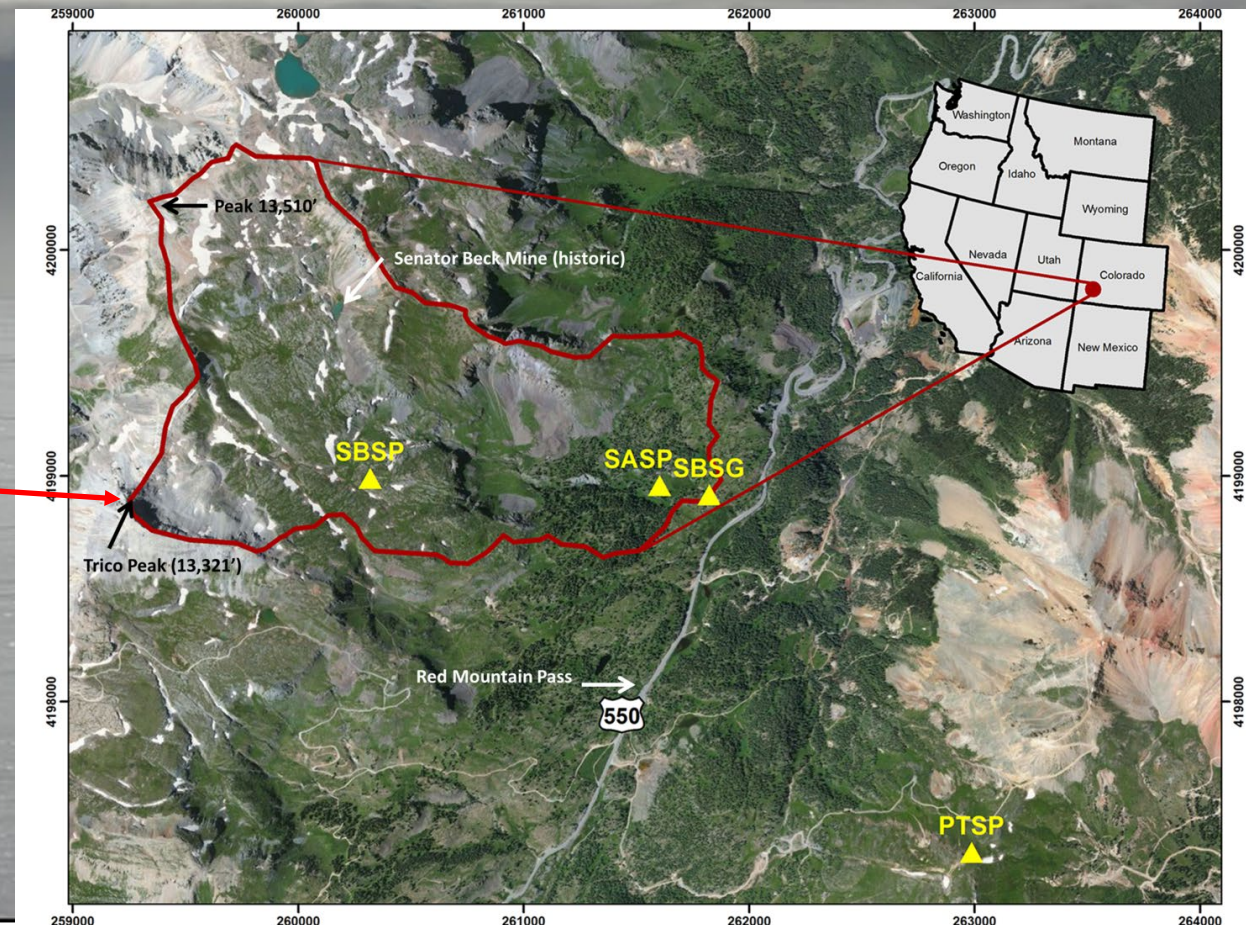 259000
260000
261000
262000
263000
264000
Washington
Montana
Oregon
Idaho
Wyoming
Nevada
Utah
Colorado
California
Arizona
New Mexico
4200000
4200000
Peak 13,510’
Senator Beck Mine (historic)
SBSP
SASP
SBSG
4199000
4199000
Trico Peak (13,321’)
Red Mountain Pass
550
4198000
4198000
PTSP
259000
260000
261000
262000
263000
264000